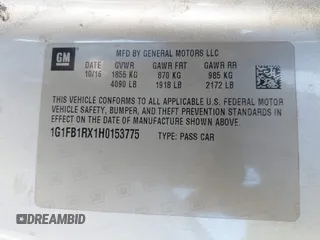 GM
MFD BY GENERAL MOTORS LLC
DATE GVWR GAWR FRT GAWR RR
10/16 1856 KG 870 KG 985 KG
4090 LB 1918 LB 2172 LB
THIS VEHICLE CONFORMS TO ALL APPLICABLE U.S. FEDERAL MOTOR
VEHICLE SAFETY, BUMPER, AND THEFT PREVENTION STANDARDS IN
EFFECT ON THE DATE OF MANUFACTURE SHOWN ABOVE.
1G1FB1RX1H0153775 TYPE: PASS CAR
DREAMBID